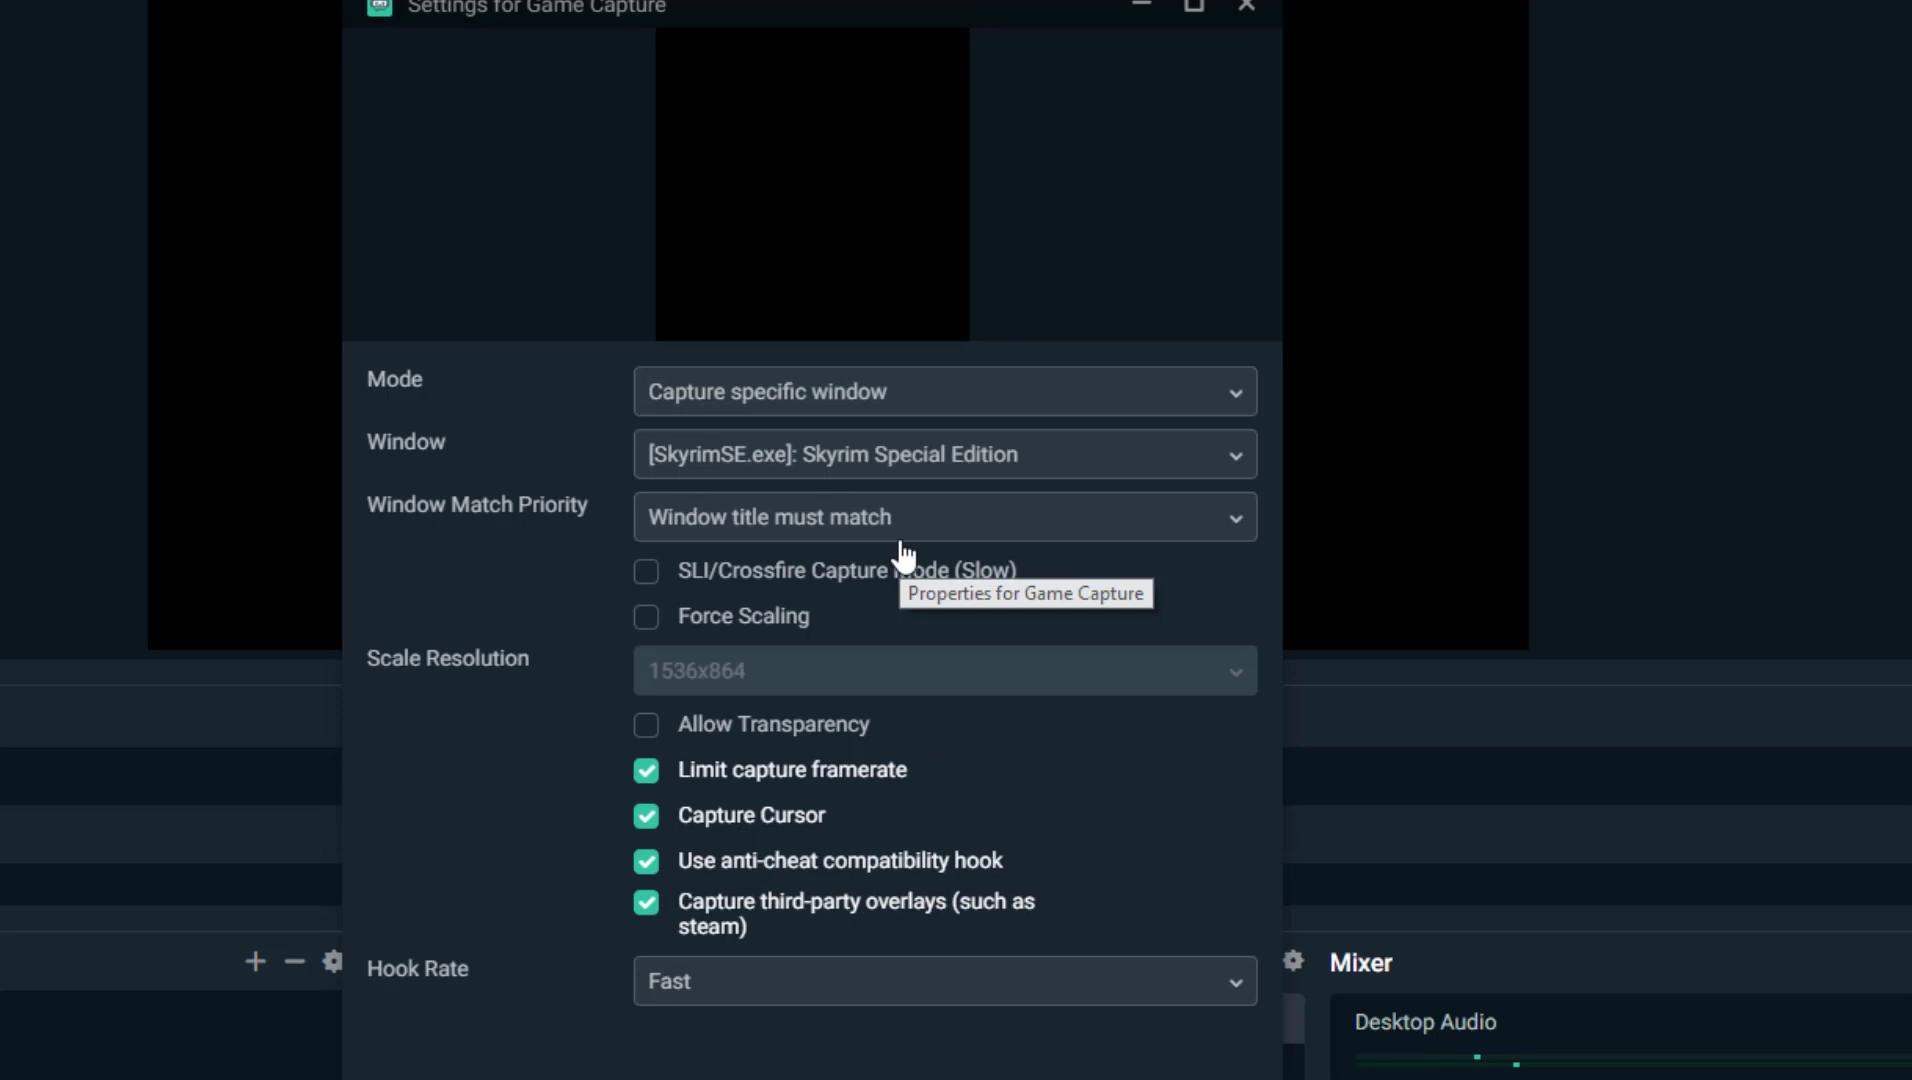 Settings for Game Capture
Mode
Capture specific window
Window
[SkyrimSE.exe]: Skyrim Special Edition
Window Match Priority
Window title must match
SLI/Crossfire Capture Mode (Slow)
Properties for Game Capture
Force Scaling
Scale Resolution
1536x864
Allow Transparency
Limit capture framerate
Capture Cursor
Use anti-cheat compatibility hook
Capture third-party overlays (such as
steam)
Hook Rate
Fast
Mixer
Desktop Audio